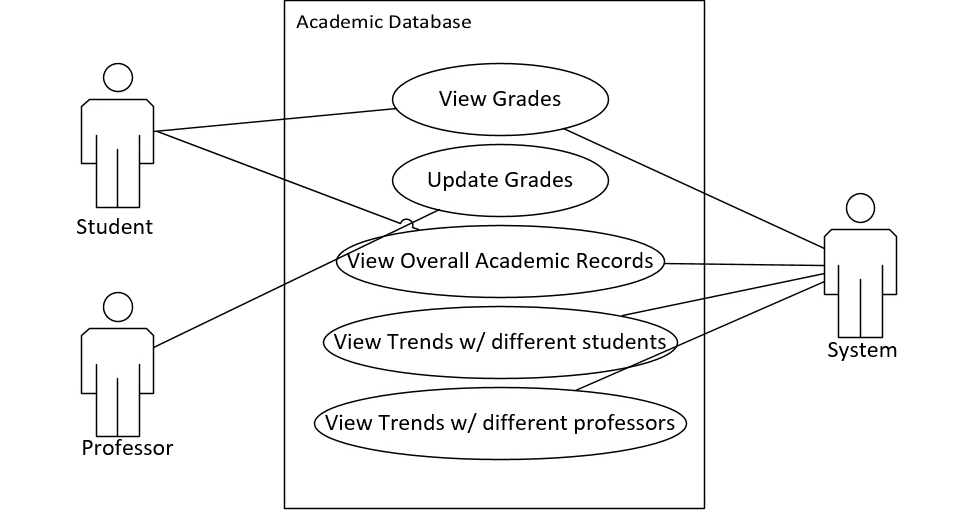 Academic Database
View Grades
Update Grades
Student
View Overall Academic Records
View Trends w/ different students
System
View Trends w/ different professors
Professor